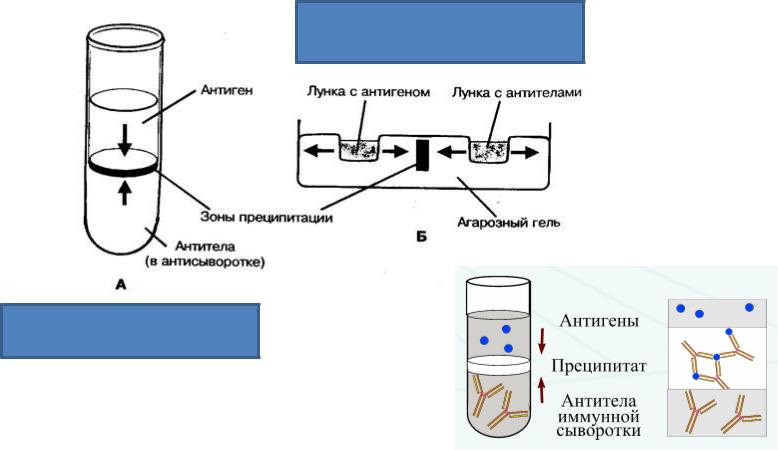 Антиген
Зоны преципитации
Антитела
(в антисыворотке)
А
Лунка с антигеном
Лунка с антителами
Агарозный гель
Б
Антигены
Преципитат
Антитела
иммунной
сыворотки